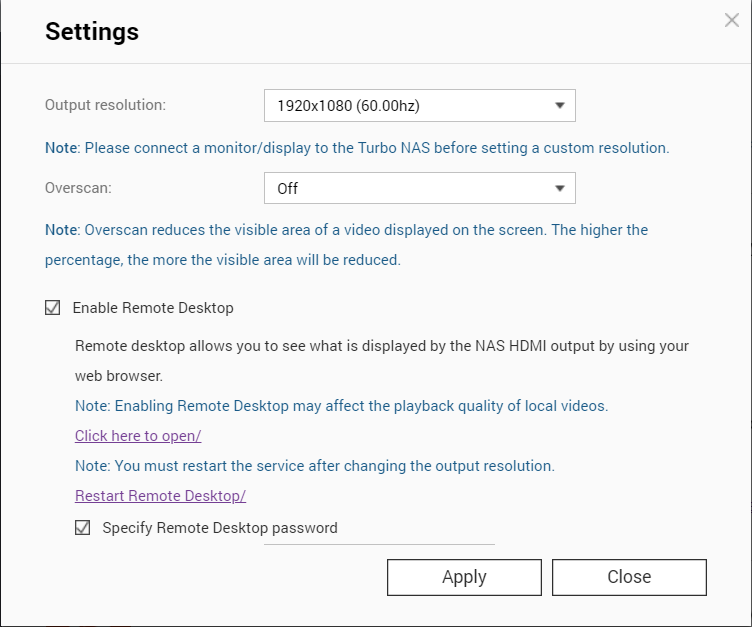 Settings
Output resolution:
1920x1080 (60.00hz)
Note: Please connect a monitor/display to the Turbo NAS before setting a custom resolution.
Overscan:
Off
Note: Overscan reduces the visible area of a video displayed on the screen. The higher the
percentage, the more the visible area will be reduced.
Enable Remote Desktop
Remote desktop allows you to see what is displayed by the NAS HDMI output by using your
web browser.
Note: Enabling Remote Desktop may affect the playback quality of local videos.
Click here to open/
Note: You must restart the service after changing the output resolution.
Restart Remote Desktop/
Specify Remote Desktop password
Apply
Close